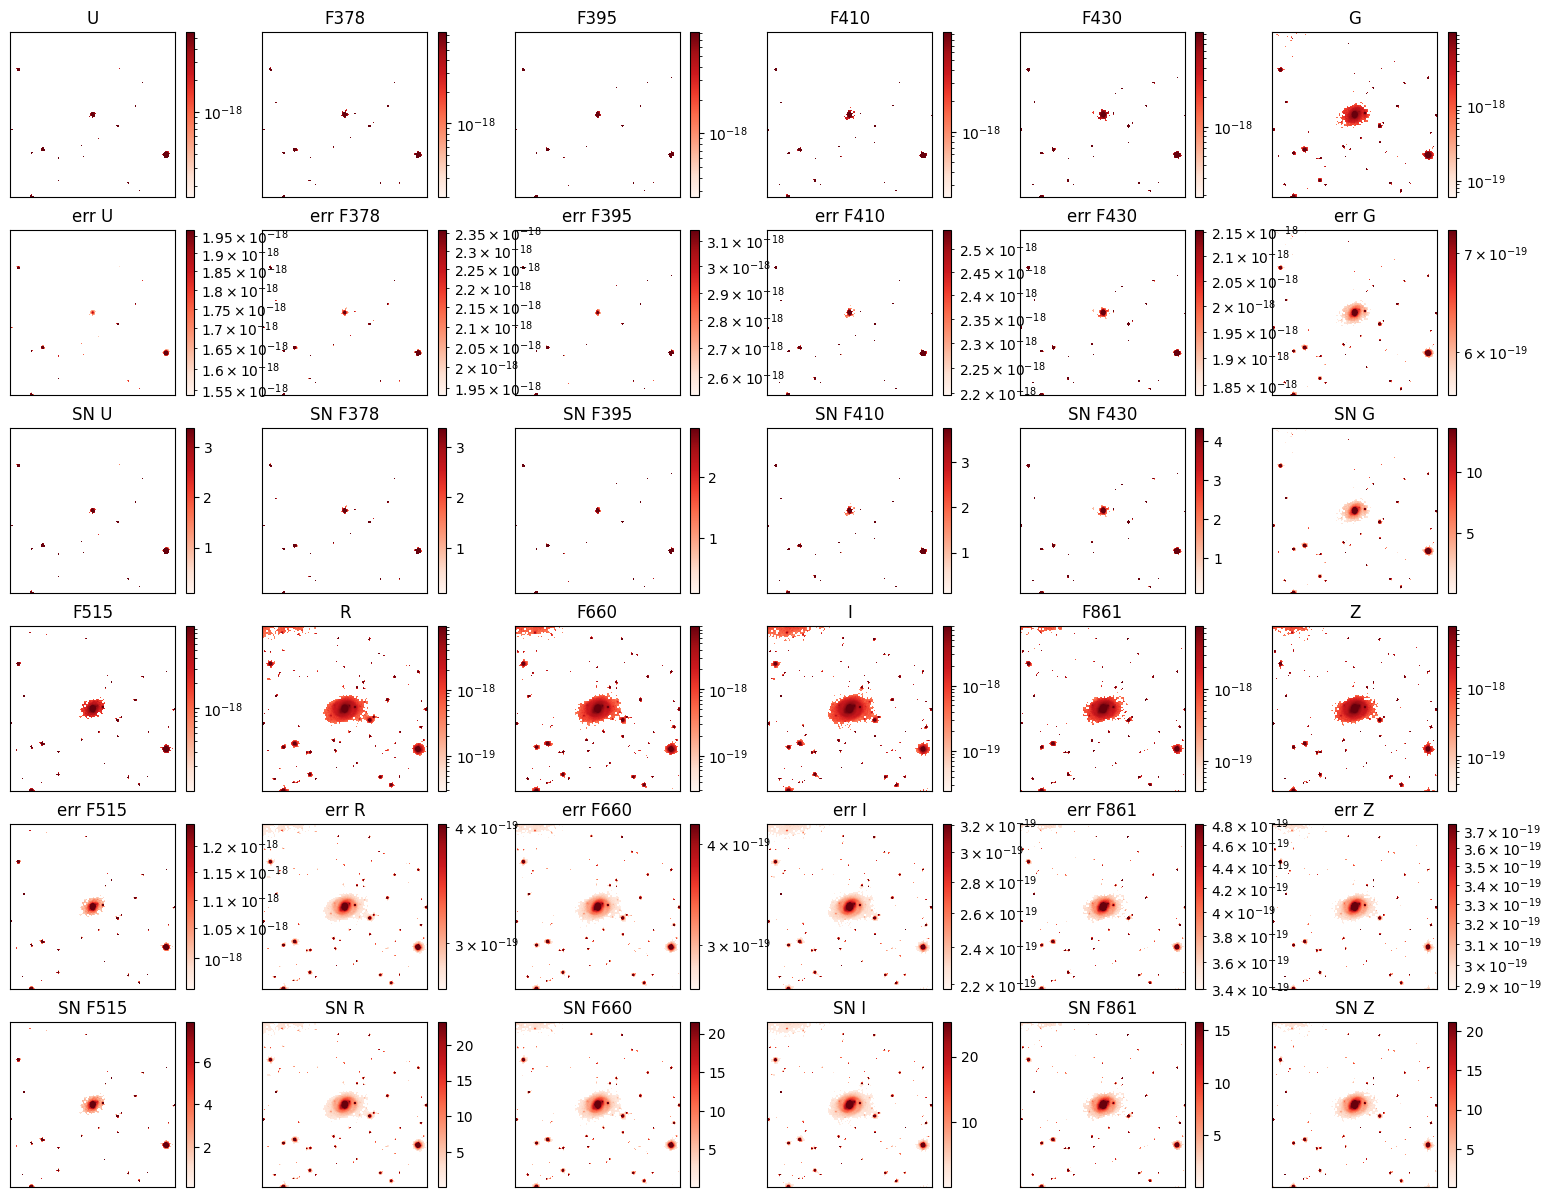 U F378 F395 F410 F430 G
10⁻¹⁸ 10⁻¹⁸ 10⁻¹⁸ 10⁻¹⁸ 10⁻¹⁸ 10⁻¹⁸
10⁻¹⁹
err U err F378 err F395 err F410 err F430 err G
1.95 × 10⁻¹⁸
1.9 × 10⁻¹⁸
1.85 × 10⁻¹⁸
1.8 × 10⁻¹⁸
1.75 × 10⁻¹⁸
1.7 × 10⁻¹⁸
1.65 × 10⁻¹⁸
1.6 × 10⁻¹⁸
1.55 × 10⁻¹⁸
2.35 × 10⁻¹⁸
2.3 × 10⁻¹⁸
2.25 × 10⁻¹⁸
2.2 × 10⁻¹⁸
2.15 × 10⁻¹⁸
2.1 × 10⁻¹⁸
2.05 × 10⁻¹⁸
2 × 10⁻¹⁸
1.95 × 10⁻¹⁸
3.1 × 10⁻¹⁸
3 × 10⁻¹⁸
2.9 × 10⁻¹⁸
2.8 × 10⁻¹⁸
2.7 × 10⁻¹⁸
2.6 × 10⁻¹⁸
2.5 × 10⁻¹⁸
2.45 × 10⁻¹⁸
2.4 × 10⁻¹⁸
2.35 × 10⁻¹⁸
2.3 × 10⁻¹⁸
2.25 × 10⁻¹⁸
2.2 × 10⁻¹⁸
2.15 × 10⁻¹⁸
2.1 × 10⁻¹⁸
2.05 × 10⁻¹⁸
2 × 10⁻¹⁸
1.95 × 10⁻¹⁸
1.9 × 10⁻¹⁸
1.85 × 10⁻¹⁸
7 × 10⁻¹⁹
6 × 10⁻¹⁹
SN U SN F378 SN F395 SN F410 SN F430 SN G
3
2
1
3
2
1
2
1
3
2
1
4
3
2
1
10
5
F515 R F660 I F861 Z
10⁻¹⁸ 10⁻¹⁸ 10⁻¹⁸ 10⁻¹⁸ 10⁻¹⁸ 10⁻¹⁸
10⁻¹⁹ 10⁻¹⁹ 10⁻¹⁹ 10⁻¹⁹ 10⁻¹⁹
err F515 err R err F660 err I err F861 err Z
1.2 × 10⁻¹⁸
1.15 × 10⁻¹⁸
1.1 × 10⁻¹⁸
1.05 × 10⁻¹⁸
10⁻¹⁸
4 × 10⁻¹⁹
3 × 10⁻¹⁹
4 × 10⁻¹⁹
3 × 10⁻¹⁹
3.2 × 10⁻¹⁹
3 × 10⁻¹⁹
2.8 × 10⁻¹⁹
2.6 × 10⁻¹⁹
2.4 × 10⁻¹⁹
2.2 × 10⁻¹⁹
4.8 × 10⁻¹⁹
4.6 × 10⁻¹⁹
4.4 × 10⁻¹⁹
4.2 × 10⁻¹⁹
4 × 10⁻¹⁹
3.8 × 10⁻¹⁹
3.6 × 10⁻¹⁹
3.4 × 10⁻¹⁹
3.7 × 10⁻¹⁹
3.6 × 10⁻¹⁹
3.5 × 10⁻¹⁹
3.4 × 10⁻¹⁹
3.3 × 10⁻¹⁹
3.2 × 10⁻¹⁹
3.1 × 10⁻¹⁹
3 × 10⁻¹⁹
2.9 × 10⁻¹⁹
SN F515 SN R SN F660 SN I SN F861 SN Z
6
4
2
20
15
10
5
20
15
10
5
20
10
15
10
5
20
15
10
5